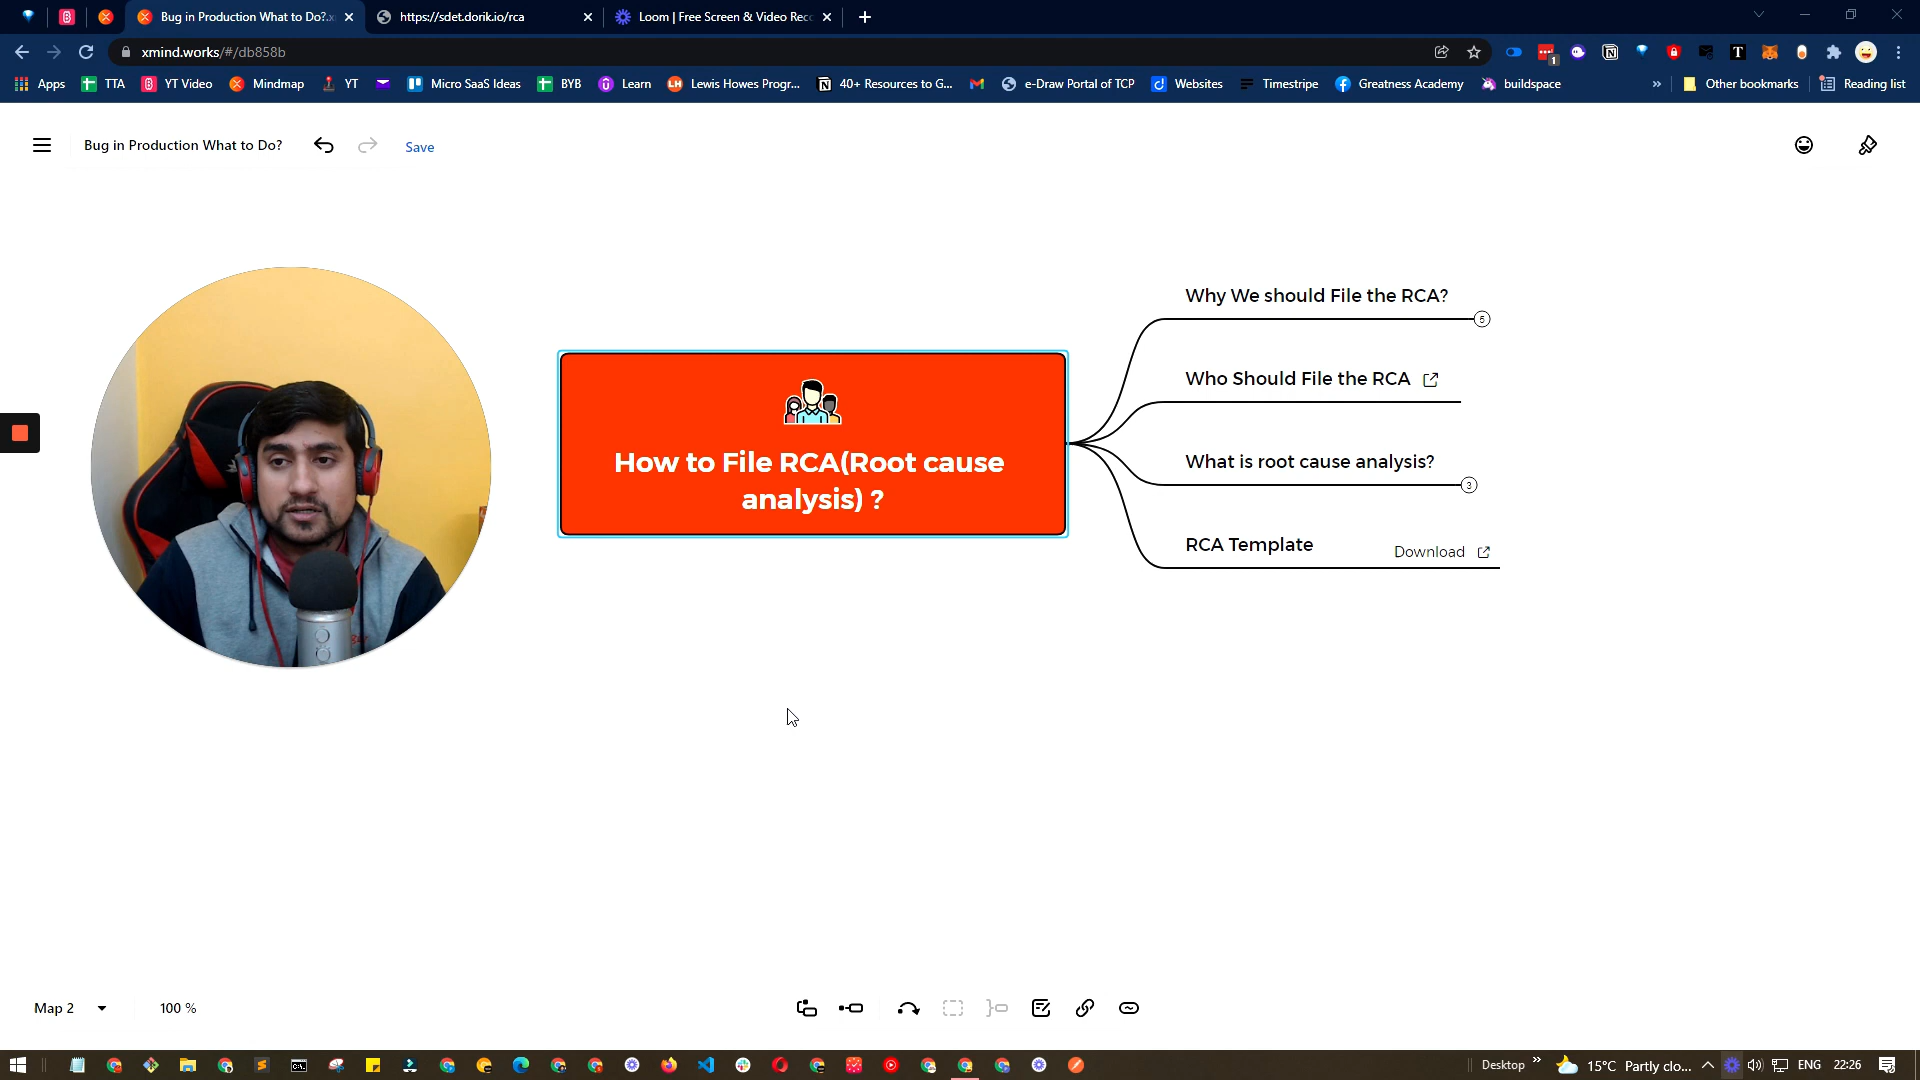 Bug in Production What to Do?.x
https://sdet.dorik.io/rca
Loom | Free Screen & Video Rec
xmind.works/#/db858b
1
Apps
TTA
YT Video
Mindmap
YT
Micro SaaS Ideas
BYB
Learn
Lewis Howes Progr...
40+ Resources to G...
e-Draw Portal of TCP
Websites
Timestripe
Greatness Academy
buildspace
»
Other bookmarks
Reading list
Bug in Production What to Do?
Save
Why We should File the RCA?
5
Who Should File the RCA
How to File RCA(Root cause
analysis) ?
What is root cause analysis?
3
RCA Template
Download
Map 2
100 %
Desktop
15°C Partly clo...
ENG
22:26